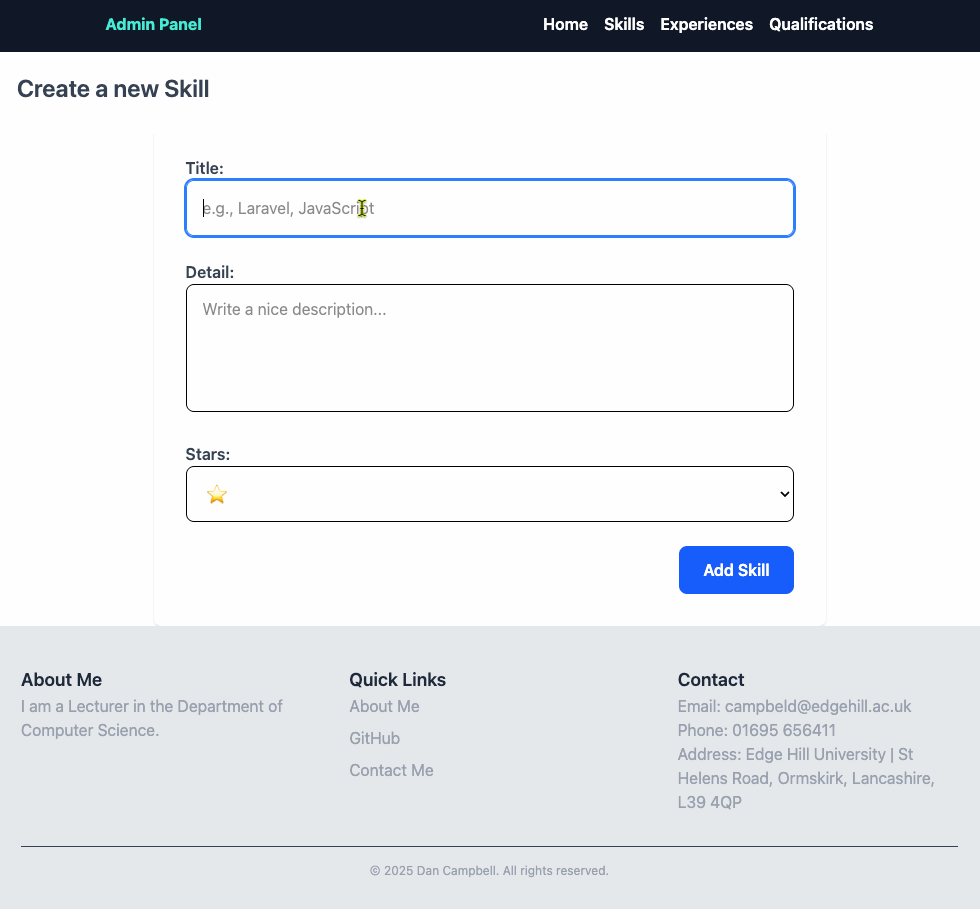 Admin Panel
Home Skills Experiences Qualifications
Create a new Skill
Title:
e.g., Laravel, JavaScript
Detail:
Write a nice description...
Stars:
Add Skill
About Me
I am a Lecturer in the Department of
Computer Science.
Quick Links
About Me
GitHub
Contact Me
Contact
Email: campbeld@edgehill.ac.uk
Phone: 01695 656411
Address: Edge Hill University | St
Helens Road, Ormskirk, Lancashire,
L39 4QP
© 2025 Dan Campbell. All rights reserved.